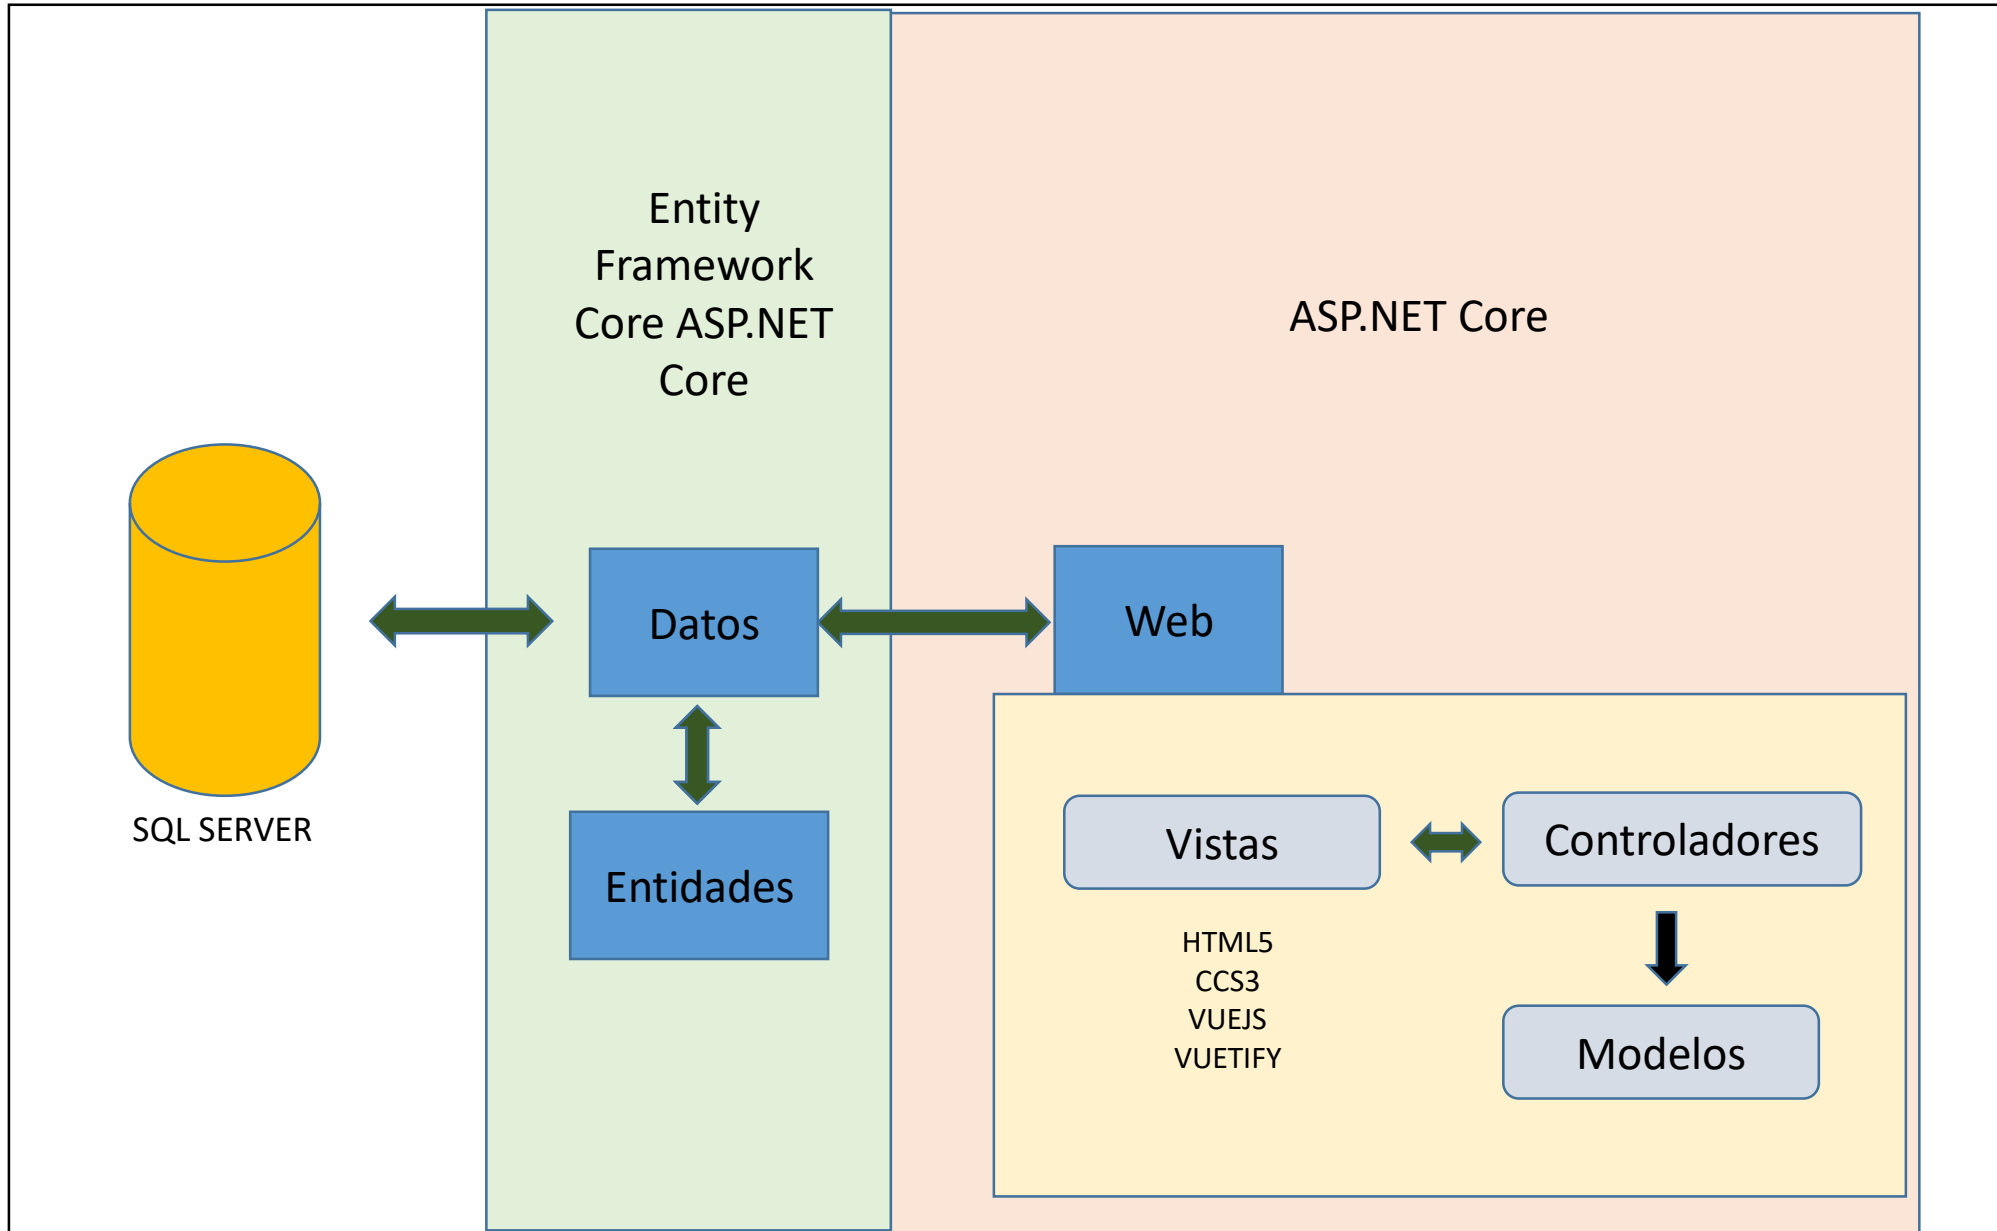 Entity
Framework
Core ASP.NET
Core
ASP.NET Core
Datos
Web
SQL SERVER
Entidades
Vistas
Controladores
HTML5
CCS3
VUEJS
VUETIFY
Modelos